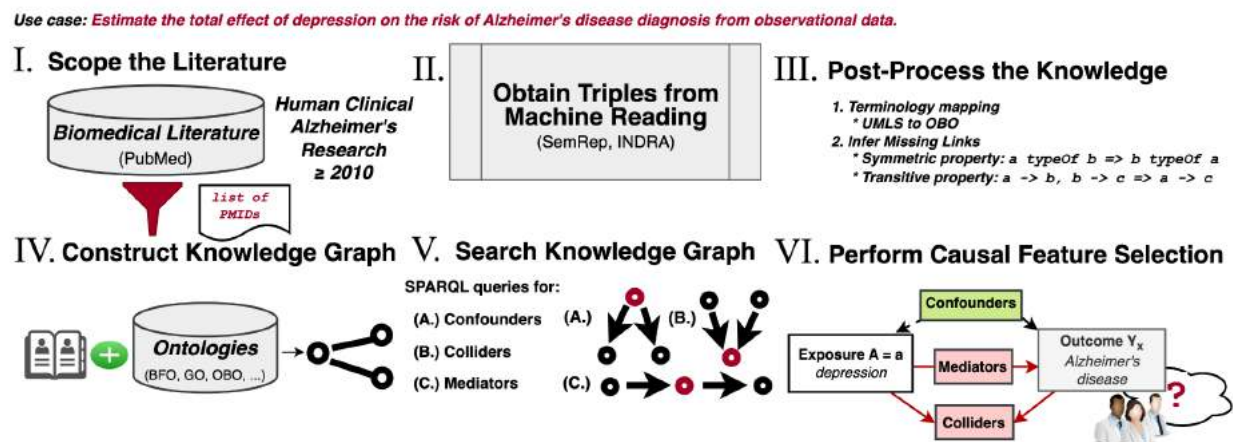 Use case: Estimate the total effect of depression on the risk of Alzheimer's disease diagnosis from observational data.
I. Scope the Literature
Biomedical Literature
(PubMed)
Human Clinical
Alzheimer's
Research
≥ 2010
list of
PMIDs
II.
Obtain Triples from
Machine Reading
(SemRep, INDRA)
III. Post-Process the Knowledge
1. Terminology mapping
* UMLS to OBO
2. Infer Missing Links
* Symmetric property: a typeOf b => b typeOf a
* Transitive property: a -> b, b -> c => a -> c
IV. Construct Knowledge Graph
Ontologies
(BFO, GO, OBO, ...)
V. Search Knowledge Graph
SPARQL queries for:
(A.) Confounders
(B.) Colliders
(C.) Mediators
(A.)
(B.)
(C.)
VI. Perform Causal Feature Selection
Confounders
Exposure A = a
depression
Mediators
Colliders
Outcome Yx
Alzheimer's
disease
?